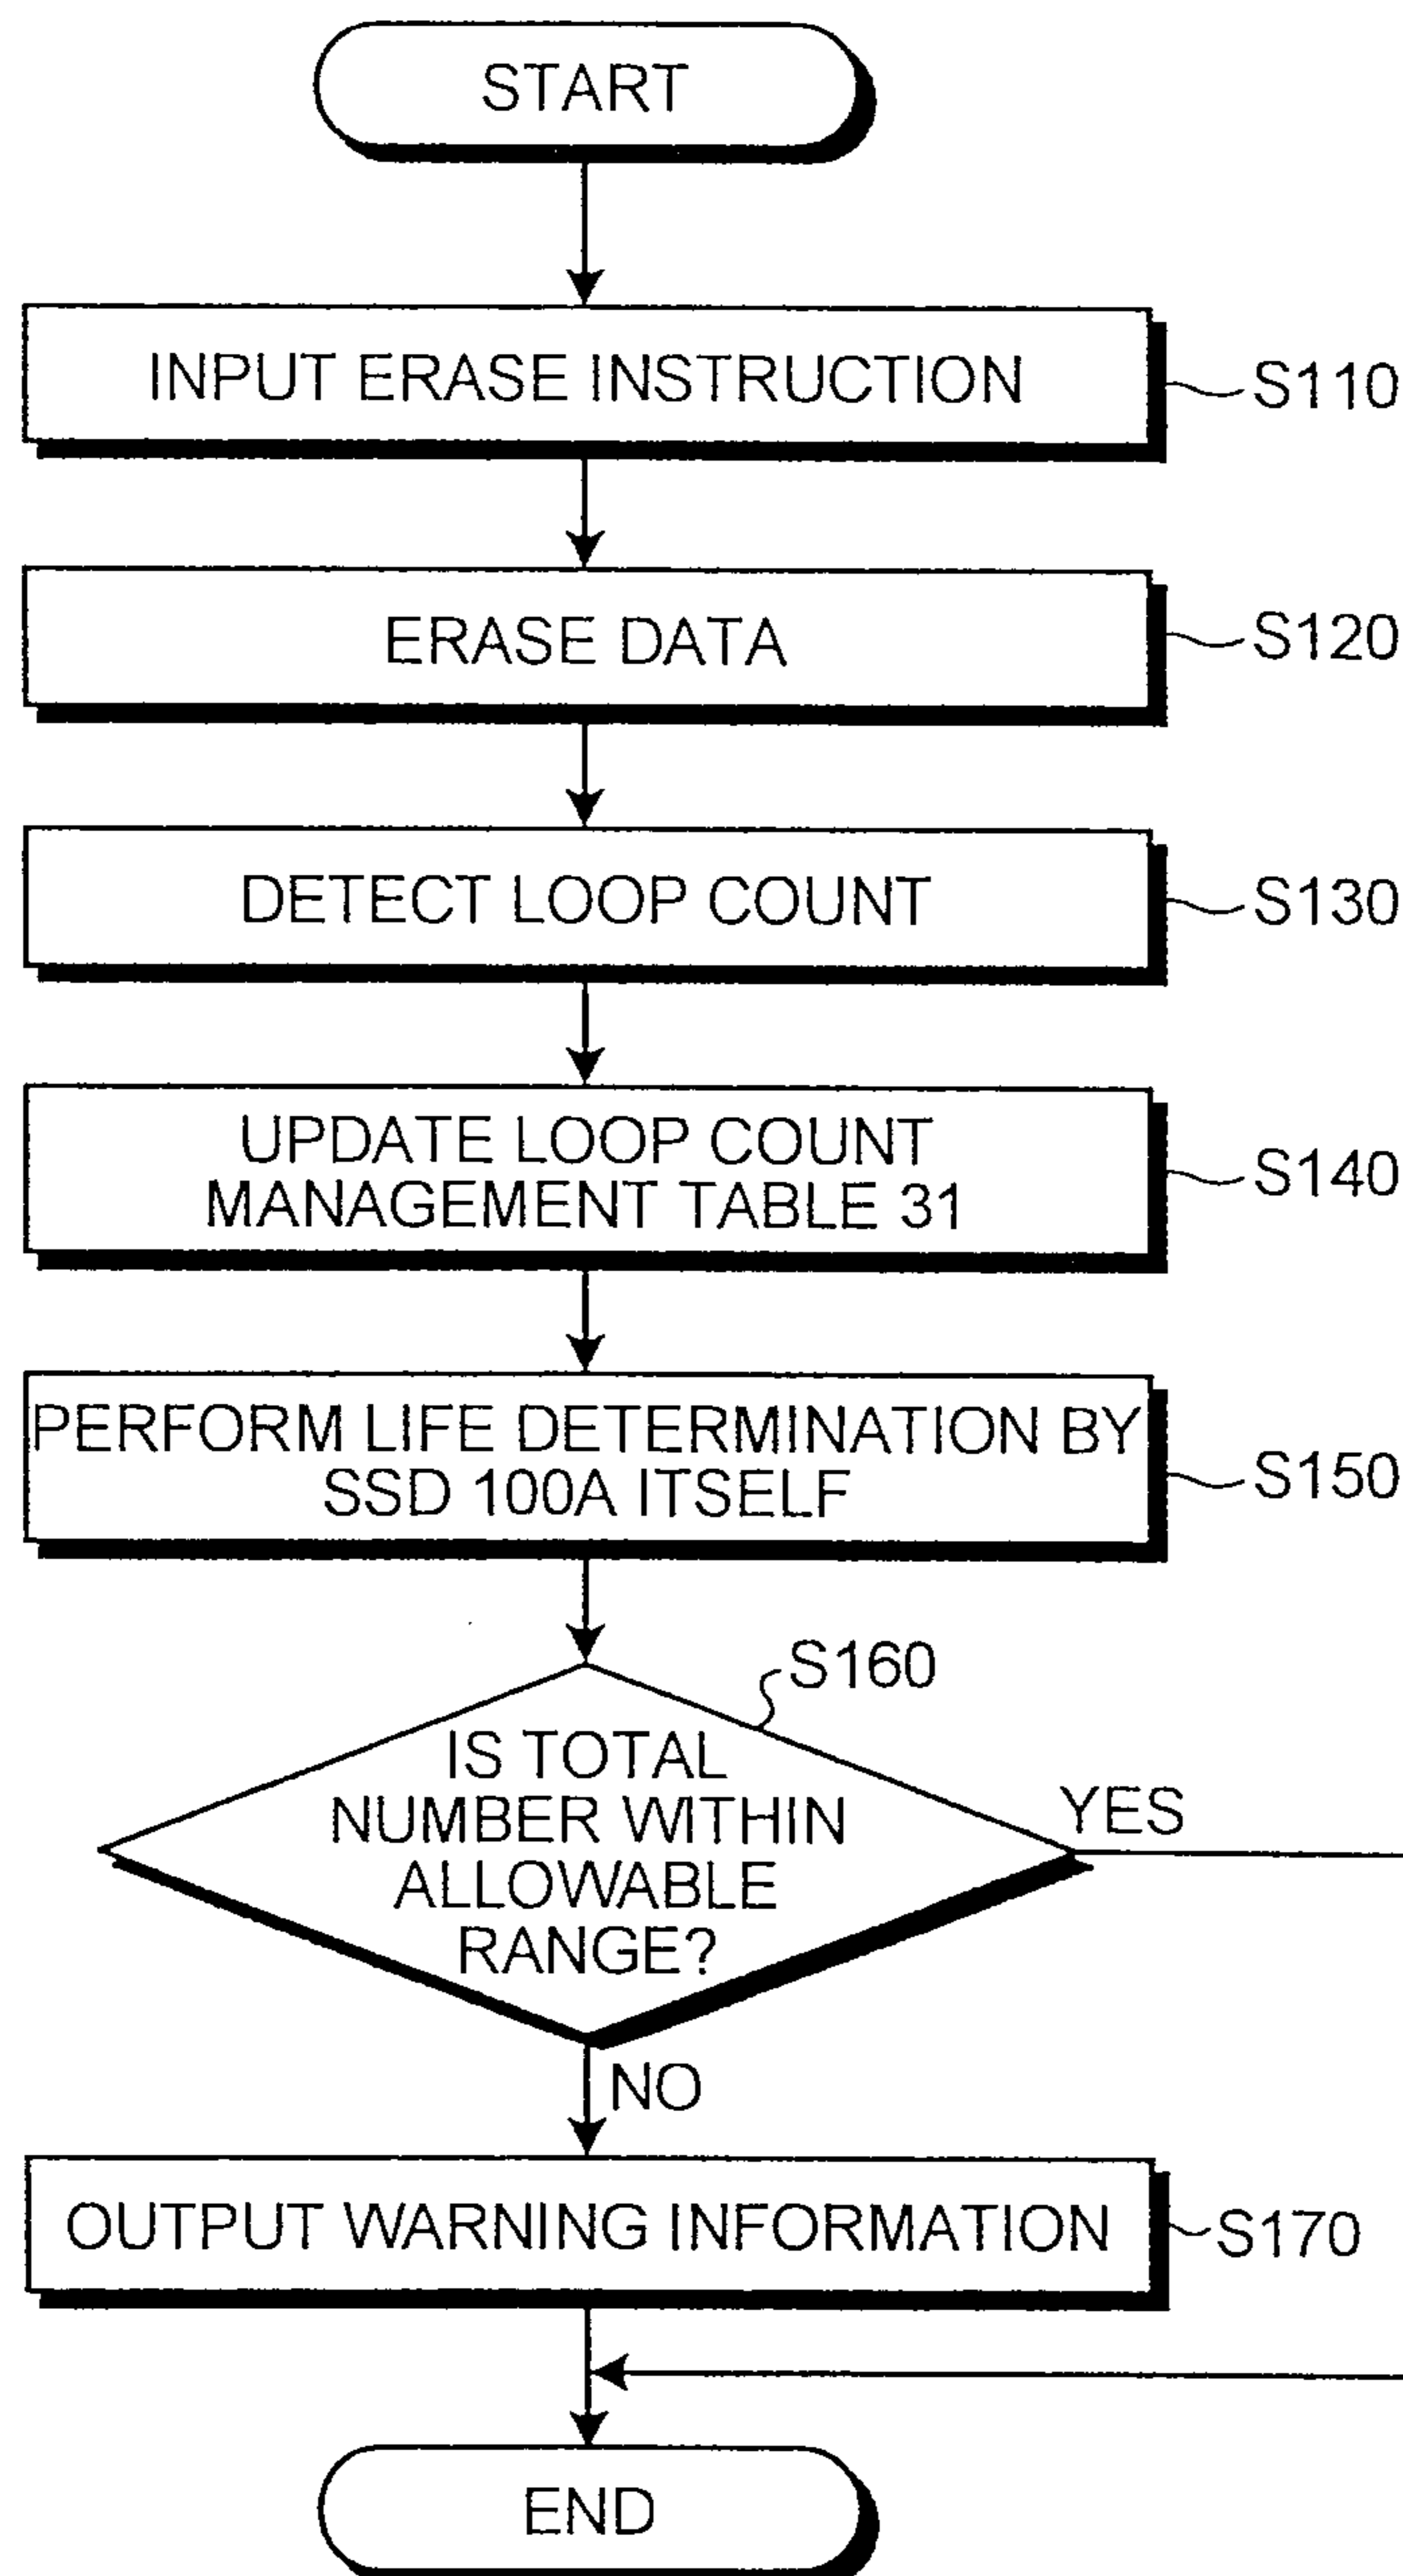 START
INPUT ERASE INSTRUCTION
S110
ERASE DATA
S120
DETECT LOOP COUNT
S130
UPDATE LOOP COUNT
MANAGEMENT TABLE 31
S140
PERFORM LIFE DETERMINATION BY
SSD 100A ITSELF
S150
S160
IS TOTAL
NUMBER WITHIN
ALLOWABLE
RANGE?
YES
NO
OUTPUT WARNING INFORMATION
S170
END